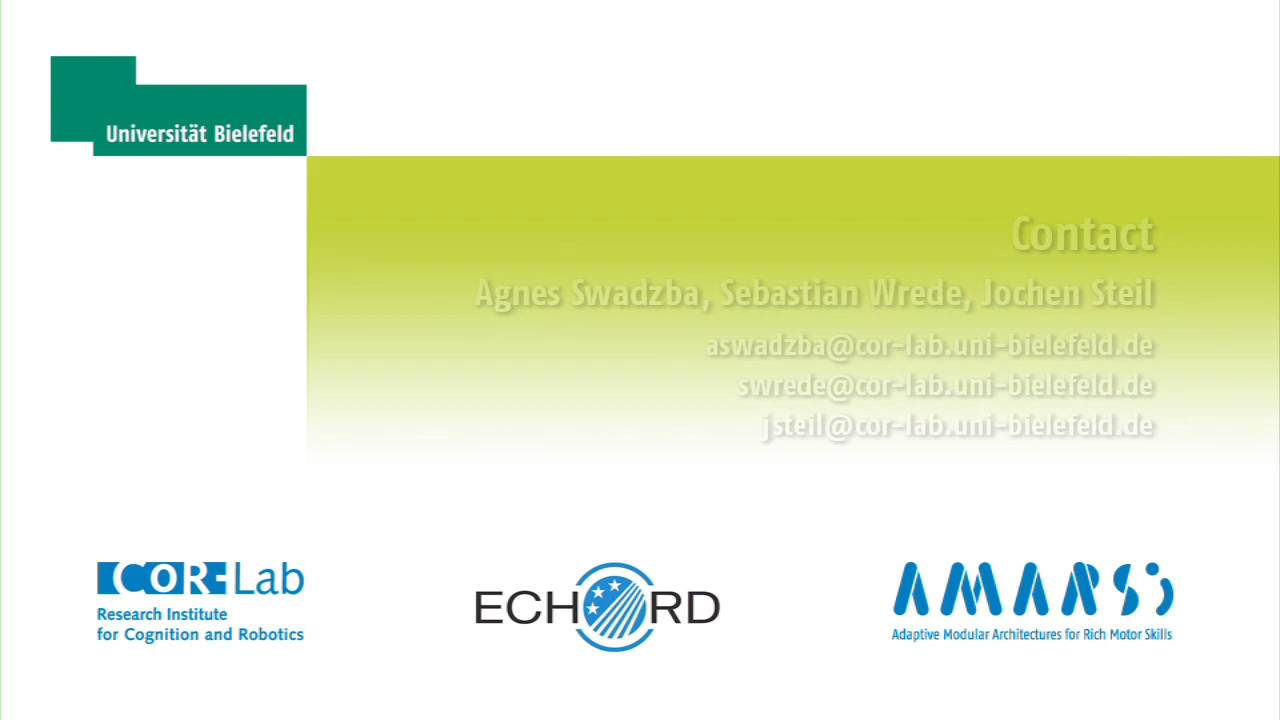 Universität Bielefeld
Contact
Agnes Swadzba, Sebastian Wrede, Jochen Steil
aswadzba@cor-lab.uni-bielefeld.de
swrede@cor-lab.uni-bielefeld.de
jsteil@cor-lab.uni-bielefeld.de
COR-Lab
Research Institute
for Cognition and Robotics
ECHORD
AMARSi
Adaptive Modular Architectures for Rich Motor Skills